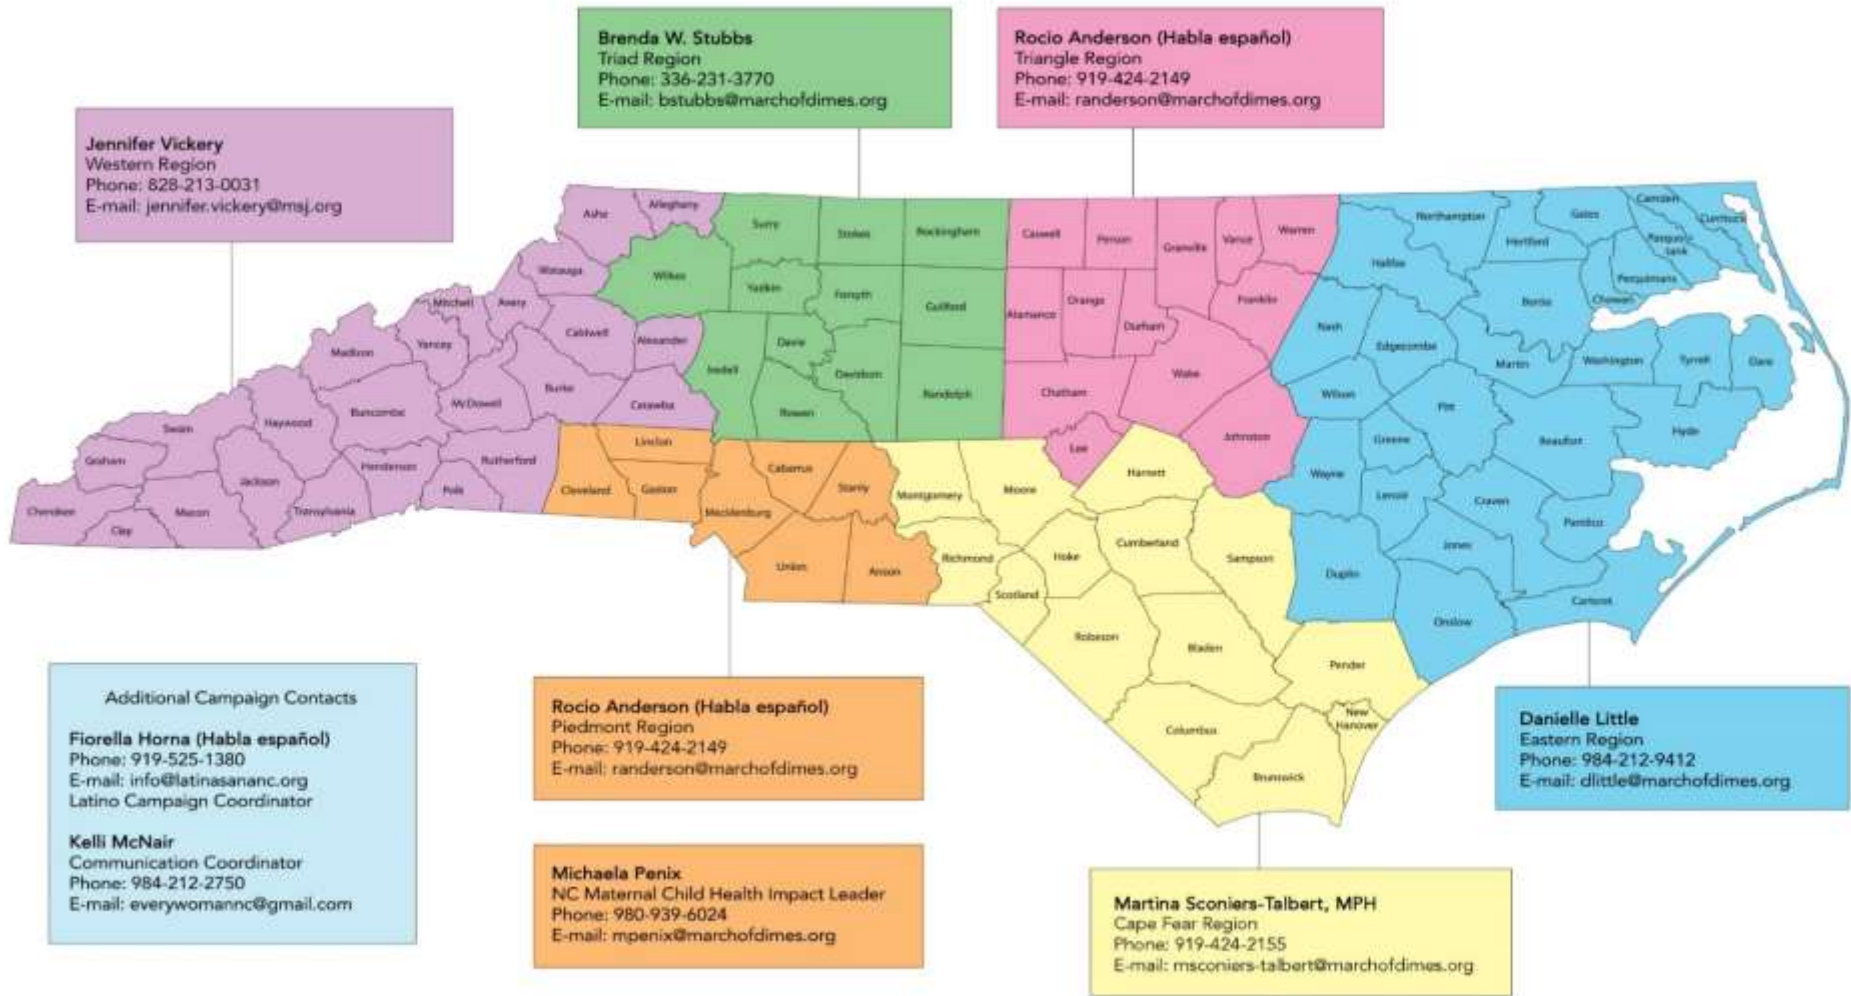 Brenda W. Stubbs
Triad Region
Phone: 336-231-3770
E-mail: bstubbs@marchofdimes.org
Rocio Anderson (Habla español)
Triangle Region
Phone: 919-424-2149
E-mail: randerson@marchofdimes.org
Jennifer Vickery
Western Region
Phone: 828-213-0031
E-mail: jennifer.vickery@msj.org
Ashe
Alleghany
Watauga
Mitchell
Avery
Caldwell
Alexander
Madison
Yancey
Burke
Catawba
Buncombe
McDowell
Haywood
Swain
Graham
Jackson
Henderson
Rutherford
Polk
Transylvania
Macon
Cherokee
Clay
Surry
Stokes
Rockingham
Wilkes
Yadkin
Forsyth
Guilford
Iredell
Davie
Davidson
Rowan
Randolph
Caswell
Person
Granville
Vance
Warren
Alamance
Orange
Durham
Franklin
Chatham
Wake
Lee
Johnston
Northampton
Gates
Camden
Currituck
Hertford
Pasquo-
tank
Halifax
Perquimans
Chowan
Bertie
Nash
Edgecombe
Martin
Washington
Tyrrell
Dare
Wilson
Pitt
Beaufort
Hyde
Greene
Wayne
Lenoir
Craven
Pamlico
Jones
Duplin
Onslow
Carteret
Lincoln
Cleveland
Gaston
Cabarrus
Stanly
Mecklenburg
Union
Anson
Montgomery
Moore
Harnett
Richmond
Hoke
Cumberland
Sampson
Scotland
Robeson
Bladen
Pender
Columbus
New
Hanover
Brunswick
Additional Campaign Contacts
Fiorella Horna (Habla español)
Phone: 919-525-1380
E-mail: info@latinasananc.org
Latino Campaign Coordinator
Kelli McNair
Communication Coordinator
Phone: 984-212-2750
E-mail: everywomannc@gmail.com
Rocio Anderson (Habla español)
Piedmont Region
Phone: 919-424-2149
E-mail: randerson@marchofdimes.org
Michaela Penix
NC Maternal Child Health Impact Leader
Phone: 980-939-6024
E-mail: mpenix@marchofdimes.org
Martina Sconiers-Talbert, MPH
Cape Fear Region
Phone: 919-424-2155
E-mail: msconiers-talbert@marchofdimes.org
Danielle Little
Eastern Region
Phone: 984-212-9412
E-mail: dlittle@marchofdimes.org